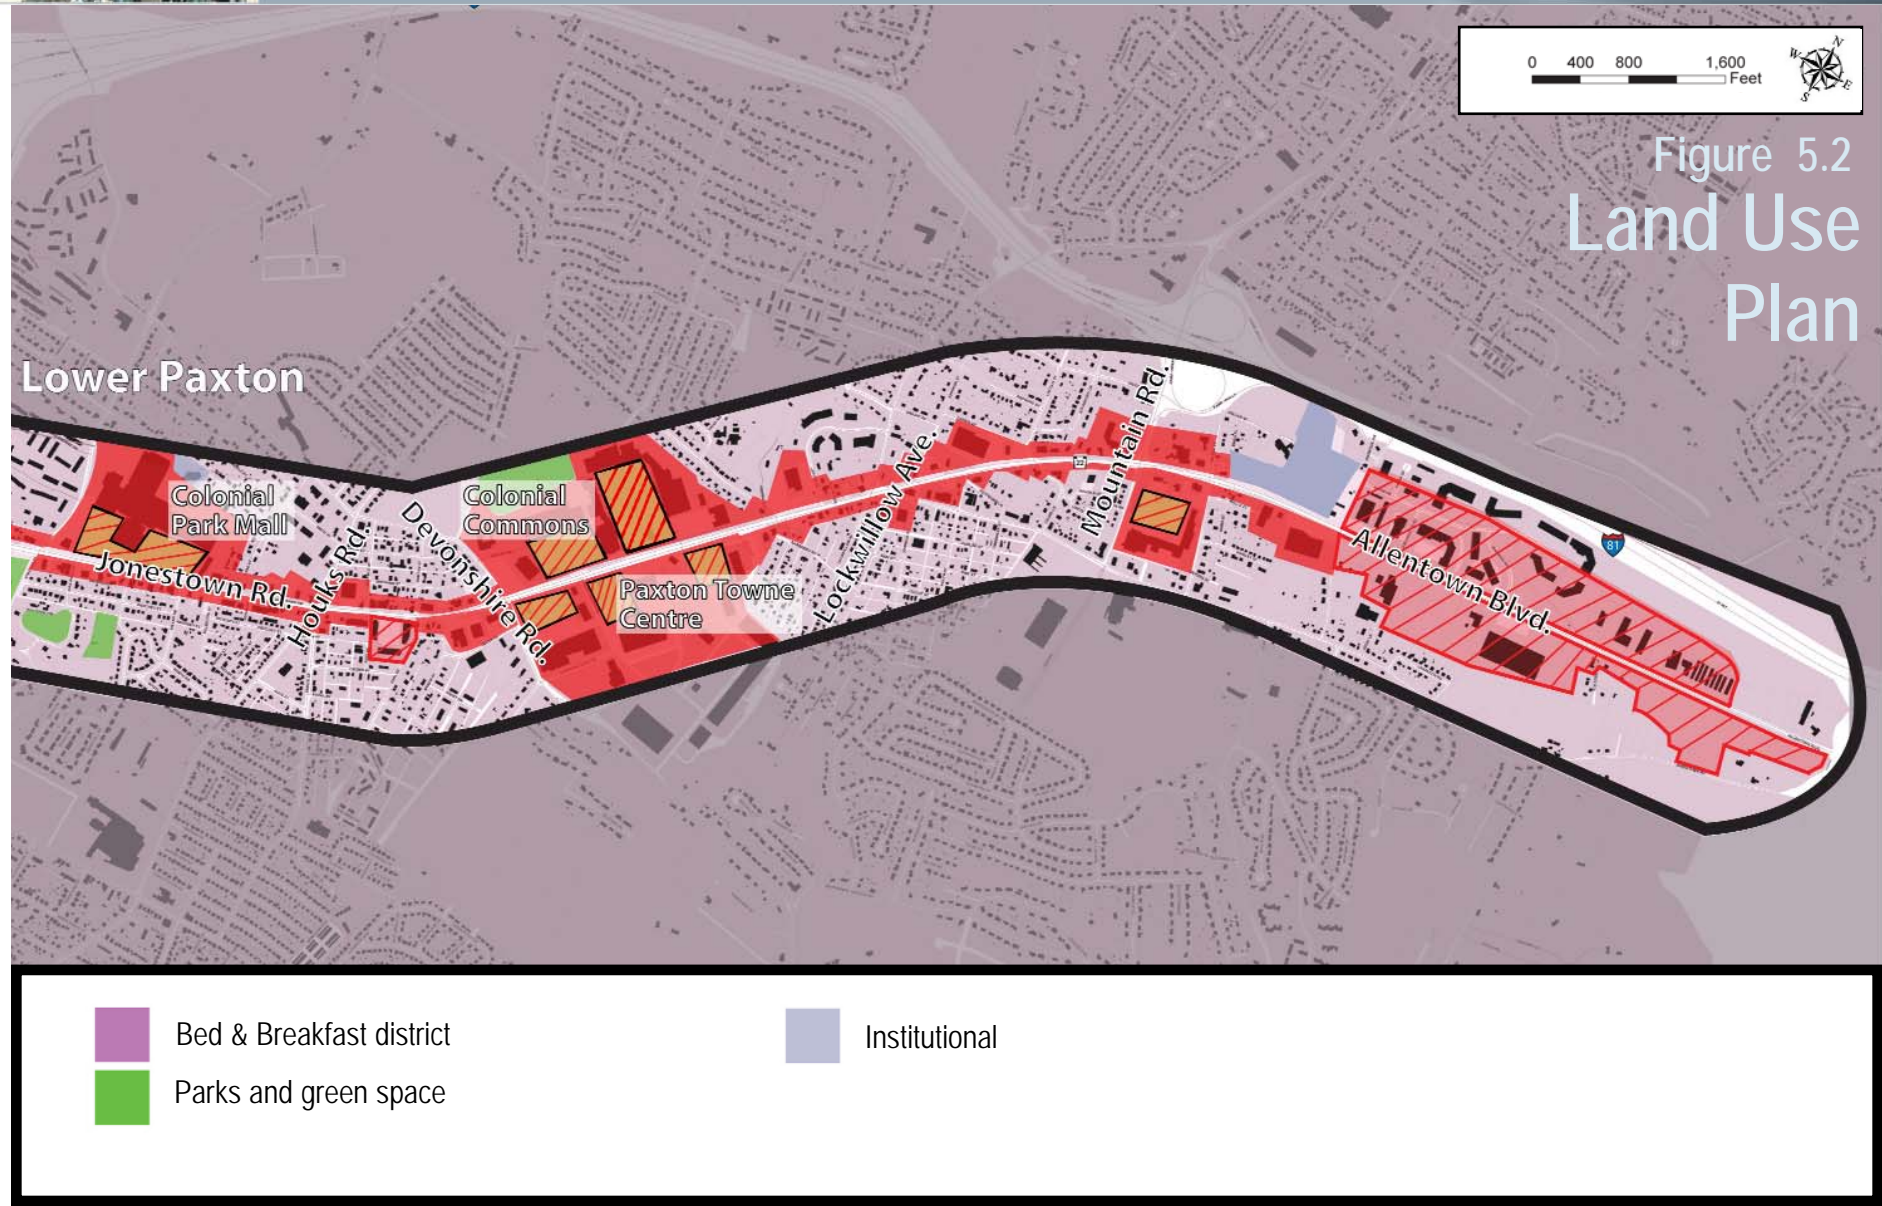 0 400 800 1,600
Feet
N
W
E
S
Figure 5.2
Land Use
Plan
Lower Paxton
Colonial
Park Mall
Colonial
Commons
Paxton Towne
Centre
Jonestown Rd.
Houks Rd.
Devonshire Rd.
Lockwillow Ave.
Mountain Rd.
22
Allentown Blvd.
81
Bed & Breakfast district
Parks and green space
Institutional